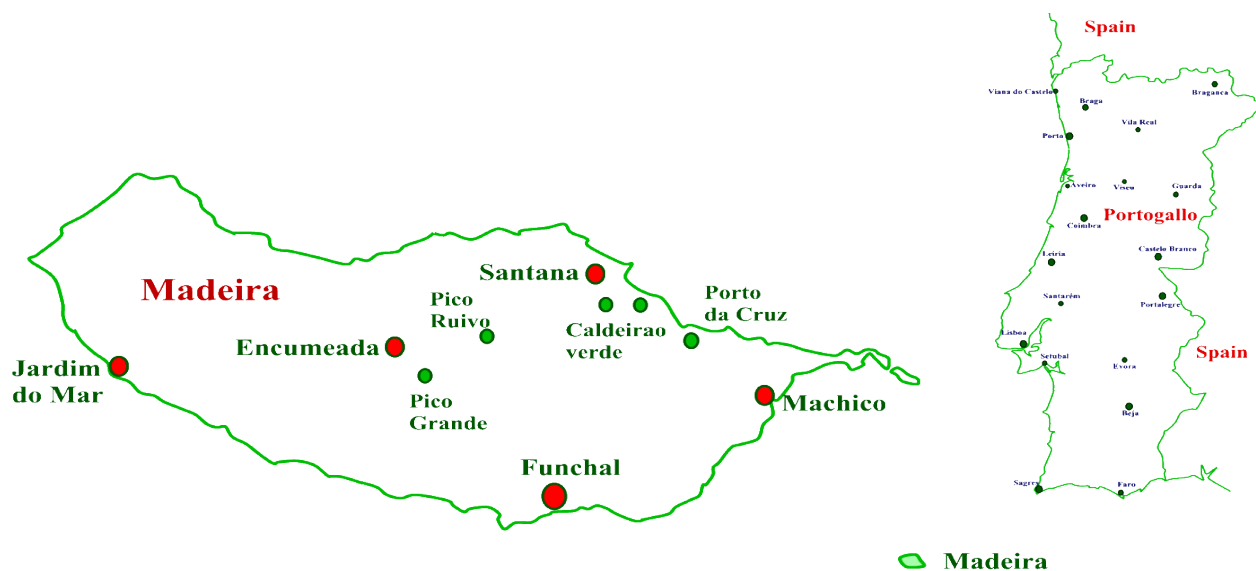 Madeira
Santana
Pico
Ruivo
Porto
da Cruz
Caldeirao
verde
Encumeada
Jardim
do Mar
Pico
Grande
Machico
Funchal
Spain
Viana do Castelo
Braganca
Braga
Vila Real
Porto
Aveiro
Viseu
Guarda
Portogallo
Coimbra
Castelo Branco
Leiria
Santarém
Portalegre
Lisboa
Spain
Setubal
Evora
Beja
Sagres
Faro
Madeira